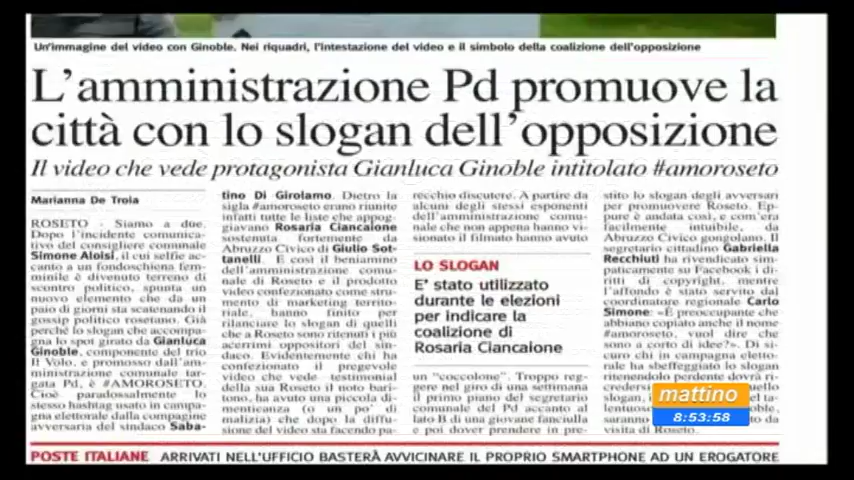 Un'immagine del video con Ginoble. Nei riquadri, l'intestazione del video e il simbolo della coalizione dell'opposizione
L'amministrazione Pd promuove la
città con lo slogan dell'opposizione
Il video che vede protagonista Gianluca Ginoble intitolato #amoroseto
Marianna De Troia
ROSETO - Siamo a due.
Dopo l'incidente comunica-
tivo del consigliere comunale
Simone Aloisi, il cui selfie ac-
canto a un fondoschiena fem-
minile è divenuto terreno di
scontro politico, spunta un
nuovo elemento che da un
paio di giorni sta scatenando il
gossip politico rosetano. Già
perché lo slogan che accompa-
gna lo spot girato da Gianluca
Ginoble, componente del trio
Il Volo, e promosso dall'am-
ministrazione comunale tar-
gata Pd, è #AMOROSETO.
Cioè paradossalmente lo
stesso hashtag usato in campa-
gna elettorale dalla compagine
avversaria del sindaco Saba-
tino Di Girolamo. Dietro la
sigla #amoroseto erano riunite
infatti tutte le liste che appog-
giavano Rosaria Ciancaione
sostenuta fortemente da
Abruzzo Civico di Giulio Sot-
tanelli. E così il beniamino
dell'amministrazione comu-
nale di Roseto e il prodotto
video confezionato come stru-
mento di marketing territo-
riale, hanno finito per
rilanciare lo slogan di quelli
che a Roseto sono ritenuti i più
acerrimi oppositori del sin-
daco. Evidentemente chi ha
confezionato il pregevole
video che vede testimonial
della sua Roseto il noto bari-
tono, ha avuto una piccola di-
menticanza (o un po' di
malizia) che dopo la diffu-
sione del video sta facendo pa-
recchio discutere. A partire da
alcuni degli stessi esponenti
dell'amministrazione comu-
nale che non appena hanno vi-
sionato il filmato hanno avuto
LO SLOGAN
E' stato utilizzato
durante le elezioni
per indicare la
coalizione di
Rosaria Ciancaione
un "coccolone". Troppo reg-
gere nel giro di una settimana
il primo piano del segretario
comunale del Pd accanto al
lato B di una giovane fanciulla
e poi dover prendere in pre-
stito lo slogan degli avversari
per promuovere Roseto. Ep-
pure è andata così, e com'era
facilmente intuibile, da
Abruzzo Civico gongolano. Il
segretario cittadino Gabriella
Recchiuti ha rivendicato sim-
paticamente su Facebook i di-
ritti di copyright, mentre
l'affondo è stato servito dal
coordinatore regionale Carlo
Simone: «È preoccupante che
abbiano copiato anche il nome
#amoroseto, vuol dire che
sono a corto di idee?». Di si-
curo chi in campagna eletto-
rale ha sbeffeggiato lo slogan
ritenendolo perdente dovrà ri-
credersi
slogan,
lentuoso
saranno
visita di Roseto.
mattino
8:53:58
POSTE ITALIANE ARRIVATI NELL'UFFICIO BASTERÀ AVVICINARE IL PROPRIO SMARTPHONE AD UN EROGATORE